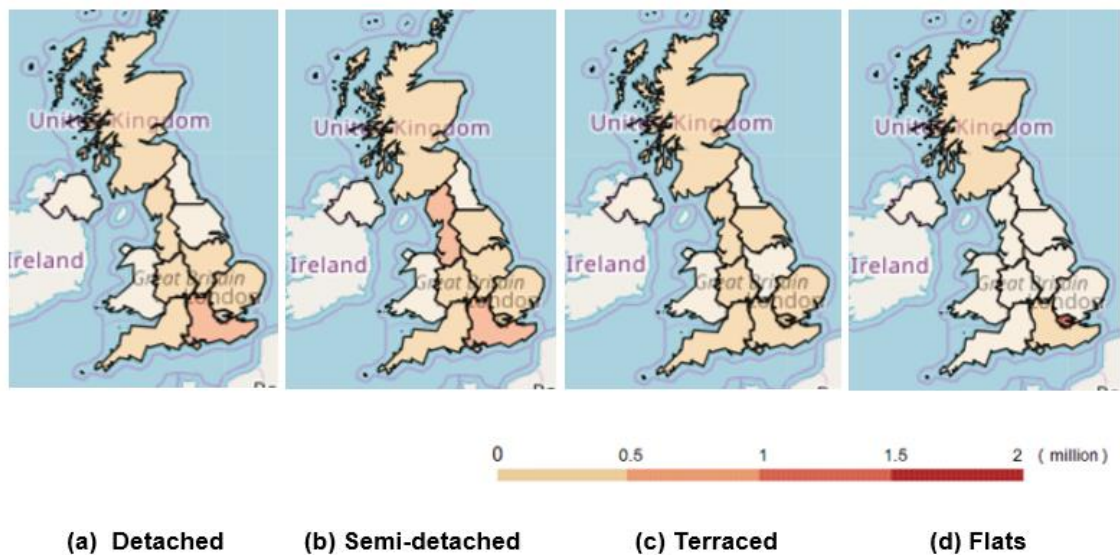 United Kingdom
Ireland
Great Britain
London
United Kingdom
Ireland
Great Britain
London
United Kingdom
Ireland
Great Britain
London
United Kingdom
Ireland
Great Britain
London
0 0.5 1 1.5 2 ( million)
(a) Detached (b) Semi-detached (c) Terraced (d) Flats